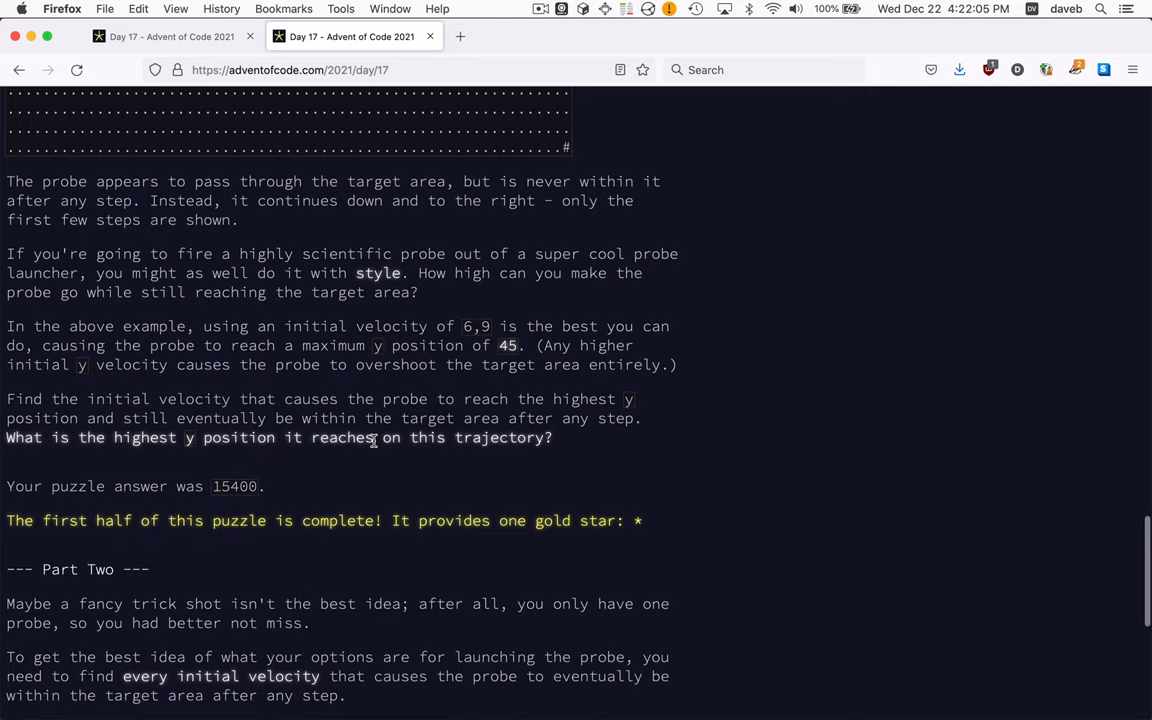 Firefox File Edit View History Bookmarks Tools Window Help 100% Wed Dec 22 4:22:05 PM DV daveb
Day 17 - Advent of Code 2021 Day 17 - Advent of Code 2021
https://adventofcode.com/2021/day/17 Search 1 D 2 S
...............................................................
...............................................................
...............................................................
..............................................................#
The probe appears to pass through the target area, but is never within it
after any step. Instead, it continues down and to the right - only the
first few steps are shown.
If you're going to fire a highly scientific probe out of a super cool probe
launcher, you might as well do it with style. How high can you make the
probe go while still reaching the target area?
In the above example, using an initial velocity of 6,9 is the best you can
do, causing the probe to reach a maximum y position of 45. (Any higher
initial y velocity causes the probe to overshoot the target area entirely.)
Find the initial velocity that causes the probe to reach the highest y
position and still eventually be within the target area after any step.
What is the highest y position it reaches on this trajectory?
Your puzzle answer was 15400.
The first half of this puzzle is complete! It provides one gold star: *
--- Part Two ---
Maybe a fancy trick shot isn't the best idea; after all, you only have one
probe, so you had better not miss.
To get the best idea of what your options are for launching the probe, you
need to find every initial velocity that causes the probe to eventually be
within the target area after any step.